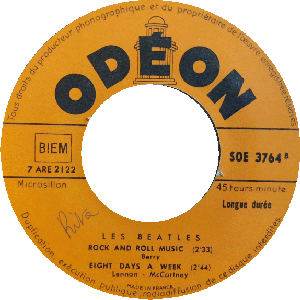 Tous droits du producteur phonographique et du propriétaire de l'œuvre enregistrée réservés
ODEON
BIEM
7 ARE 2122
Microsillon
SOE 3764 B
45 tours-minute
Longue durée
Rita
LES BEATLES
ROCK AND ROLL MUSIC (2'33)
Berry
EIGHT DAYS A WEEK (2'44)
Lennon - McCartney
MADE IN FRANCE
Duplication, exécution publique, radiodiffusion de ce disque interdites